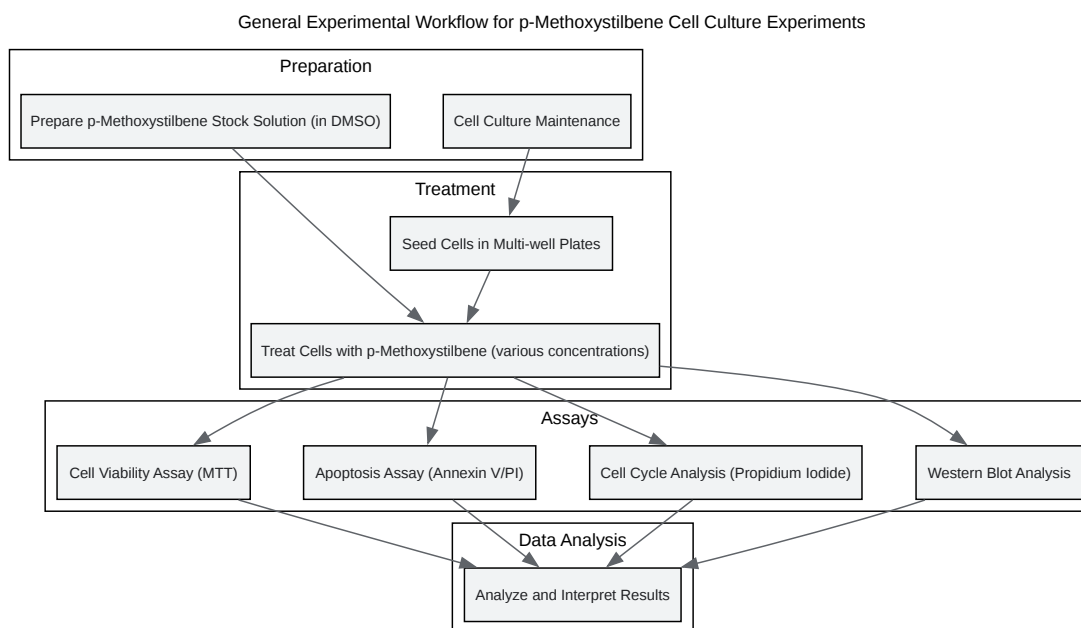 General Experimental Workflow for p-Methoxystilbene Cell Culture Experiments
Preparation
Prepare p-Methoxystilbene Stock Solution (in DMSO)
Cell Culture Maintenance
Treatment
Seed Cells in Multi-well Plates
Treat Cells with p-Methoxystilbene (various concentrations)
Assays
Cell Viability Assay (MTT)
Apoptosis Assay (Annexin V/PI)
Cell Cycle Analysis (Propidium Iodide)
Western Blot Analysis
Data Analysis
Analyze and Interpret Results